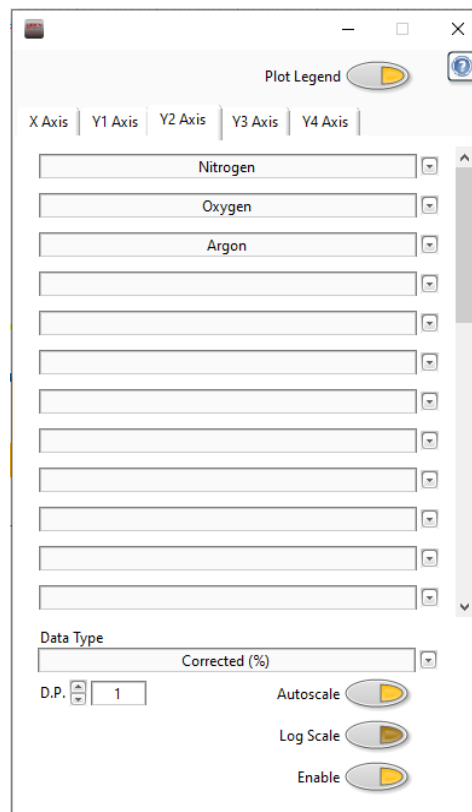 Plot Legend
X Axis Y1 Axis Y2 Axis Y3 Axis Y4 Axis
Nitrogen
Oxygen
Argon
Data Type
Corrected (%)
D.P. 1 Autoscale
Log Scale
Enable